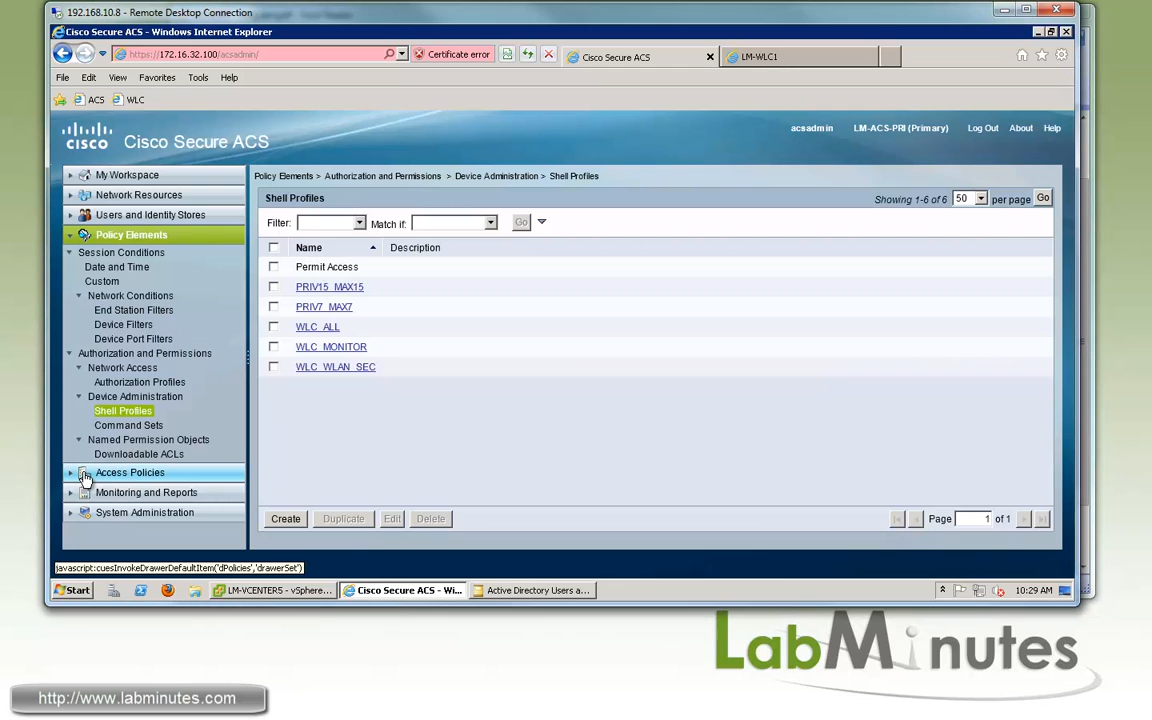 192.168.10.8 - Remote Desktop Connection
Cisco Secure ACS - Windows Internet Explorer
https://172.16.32.100/acsadmin/
Certificate error
Cisco Secure ACS
LM-WLC1
File Edit View Favorites Tools Help
ACS WLC
CISCO
Cisco Secure ACS
acsadmin LM-ACS-PRI (Primary) Log Out About Help
My Workspace
Network Resources
Users and Identity Stores
Policy Elements
Session Conditions
Date and Time
Custom
Network Conditions
End Station Filters
Device Filters
Device Port Filters
Authorization and Permissions
Network Access
Authorization Profiles
Device Administration
Shell Profiles
Command Sets
Named Permission Objects
Downloadable ACLs
Access Policies
Monitoring and Reports
System Administration
Policy Elements > Authorization and Permissions > Device Administration > Shell Profiles
Shell Profiles
Showing 1-6 of 6 50 per page Go
Filter: Match if: Go
Name Description
Permit Access
PRIV15_MAX15
PRIV7_MAX7
WLC_ALL
WLC_MONITOR
WLC_WLAN_SEC
Create Duplicate Edit Delete
Page 1 of 1
javascript:cuesInvokeDrawerDefaultItem('dPolicies','drawerSet')
Start
LM-VCENTER5 - vSphere...
Cisco Secure ACS - Wi...
Active Directory Users a...
10:29 AM
LabMinutes
http://www.labminutes.com